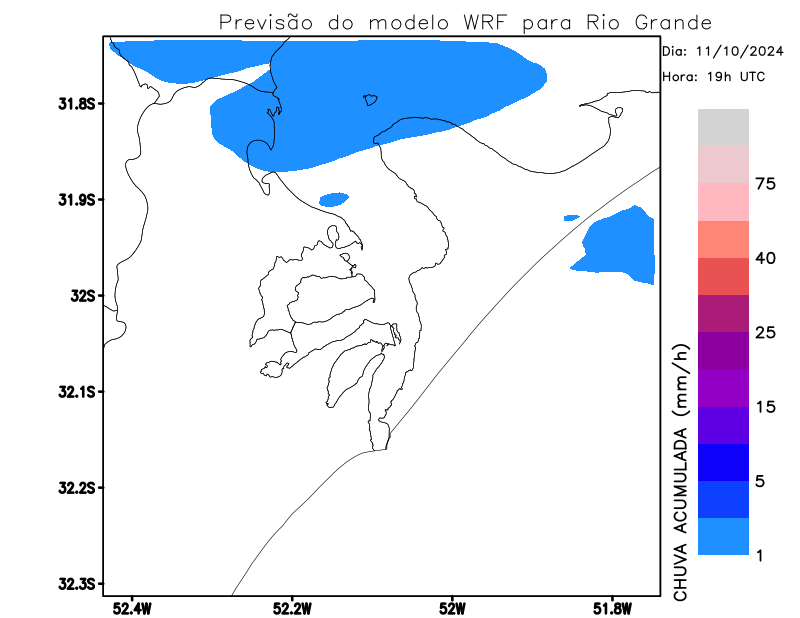 Previsão do modelo WRF para Rio Grande
Dia: 11/10/2024
Hora: 19h UTC
31.8S
31.9S
32S
32.1S
32.2S
32.3S
52.4W
52.2W
52W
51.8W
75
40
25
15
5
1
CHUVA ACUMULADA (mm/h)